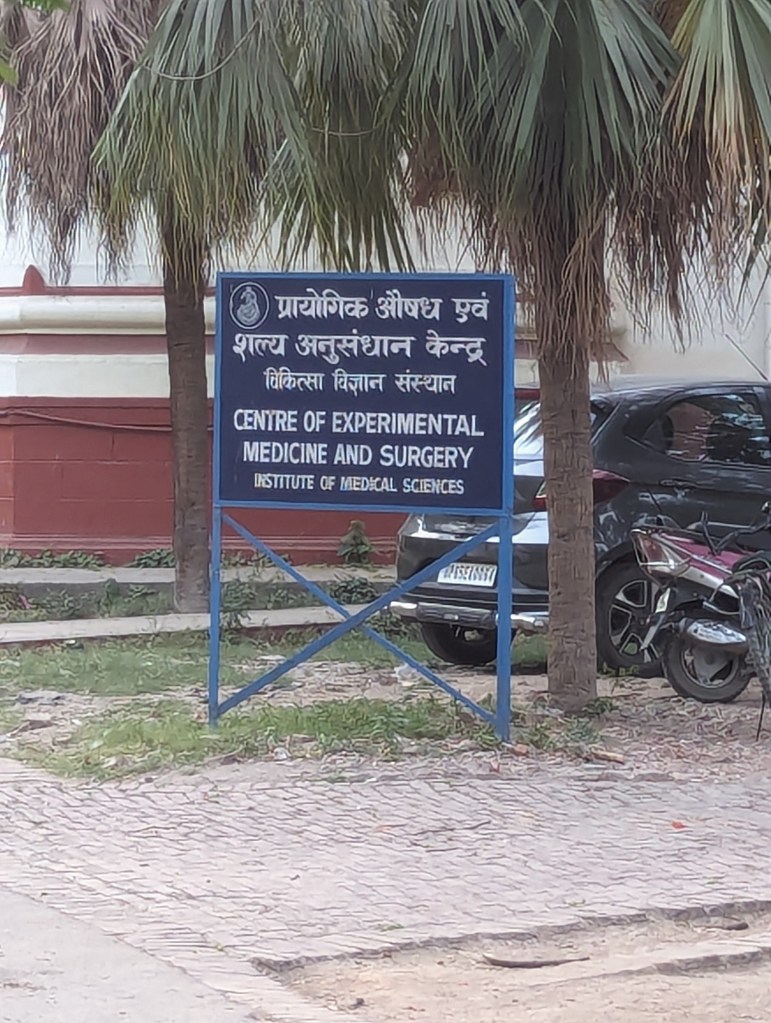 प्रायोगिक औषध एवं
शल्य अनुसंधान केन्द्र
चिकित्सा विज्ञान संस्थान
CENTRE OF EXPERIMENTAL
MEDICINE AND SURGERY
INSTITUTE OF MEDICAL SCIENCES